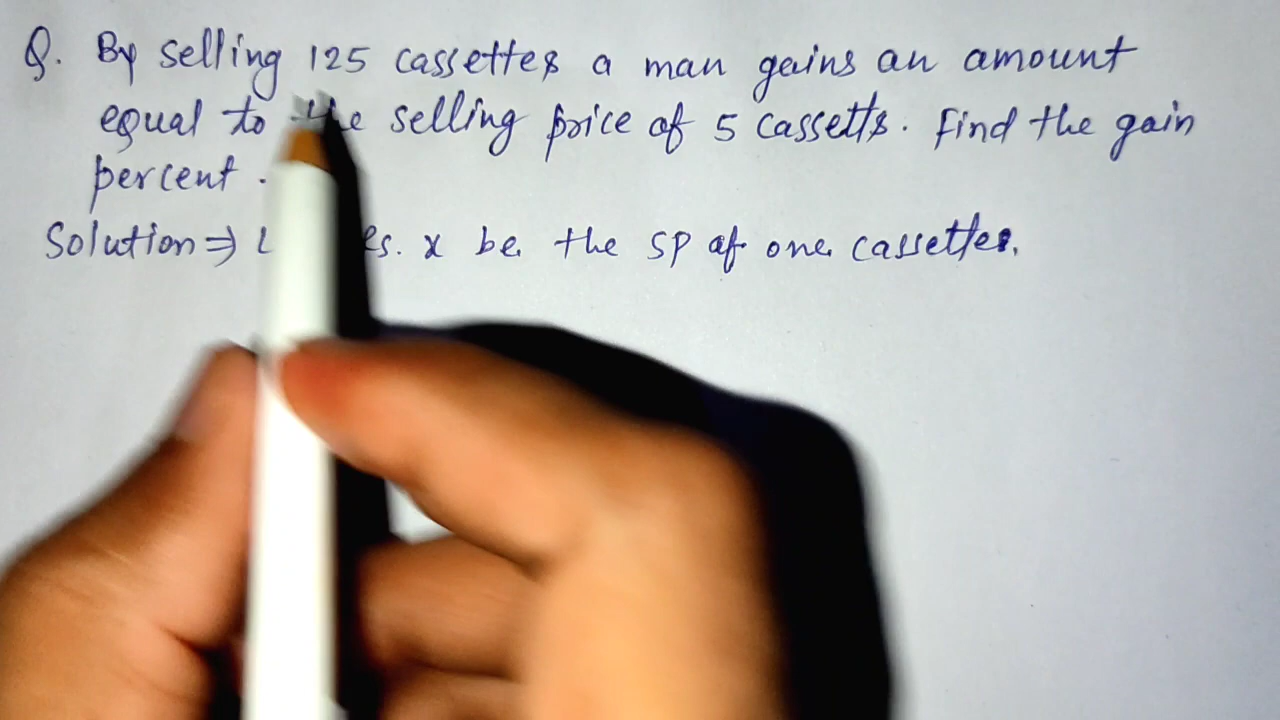 Q. By selling 125 cassettes a man gains an amount
equal to the selling price of 5 cassetts. Find the gain
percent.
Solution⇒ x be the SP of one cassettes.